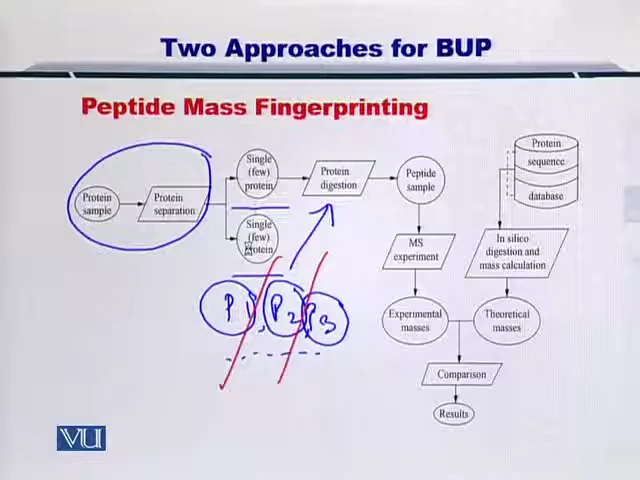 Two Approaches for BUP
Peptide Mass Fingerprinting
Protein
sample
Protein
separation
Single
(few)
protein
Single
(few)
protein
Protein
digestion
Peptide
sample
Protein
sequence
database
MS
experiment
In silico
digestion and
mass calculation
Experimental
masses
Theoretical
masses
Comparison
Results
P1, P2, P3
VU